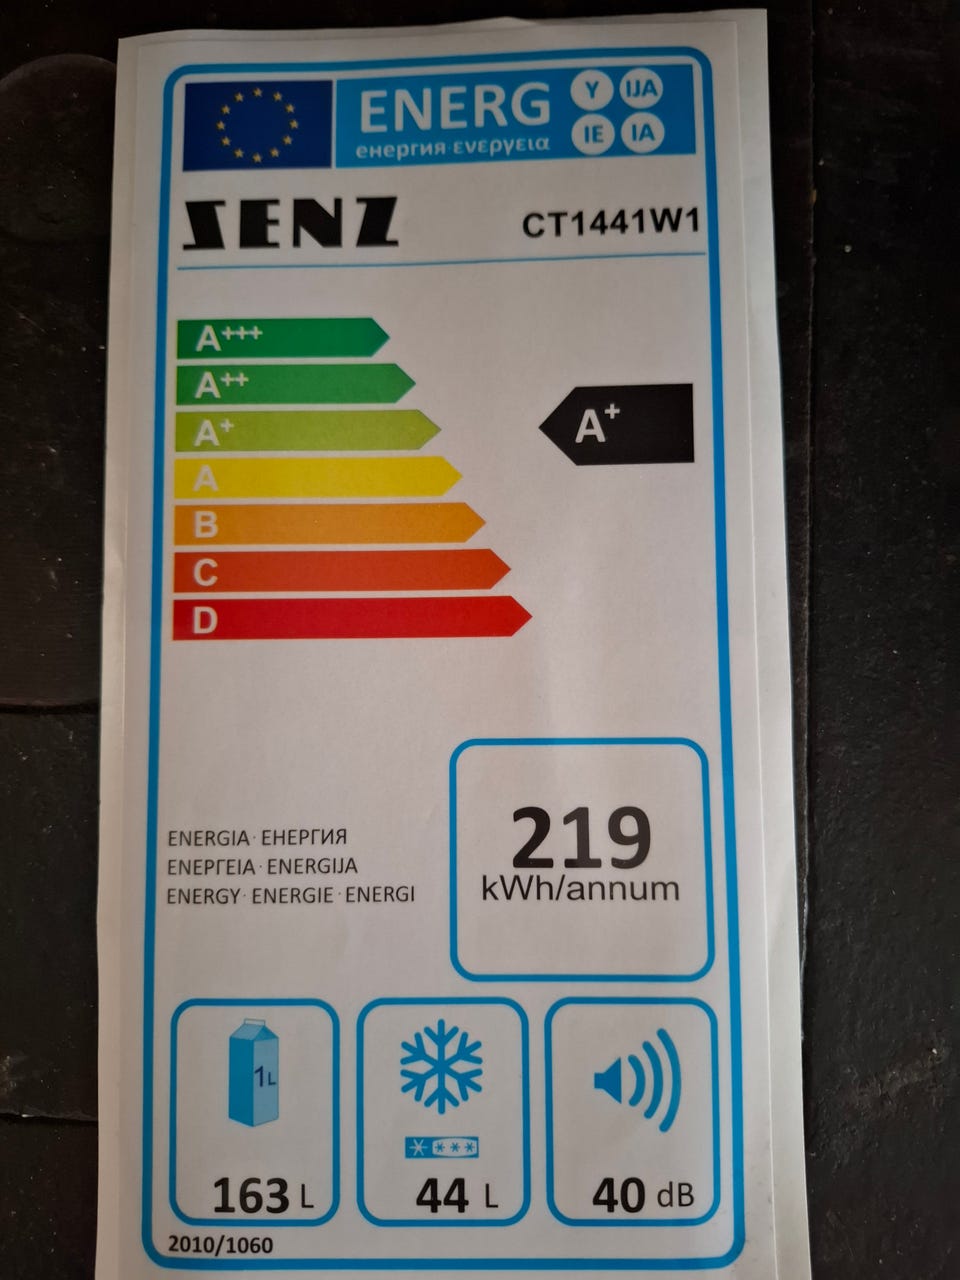 ENERG
енергия·ενεργεια
Y IJA
IE IA
SENZ
CT1441W1
A+++
A++
A+
A
B
C
D
A+
ENERGIA·ЕНЕРГИЯ
ΕΝΕΡΓΕΙΑ·ENERGIJA
ENERGY·ENERGIE·ENERGI
219
kWh/annum
1L
163 L
44 L
40 dB
2010/1060